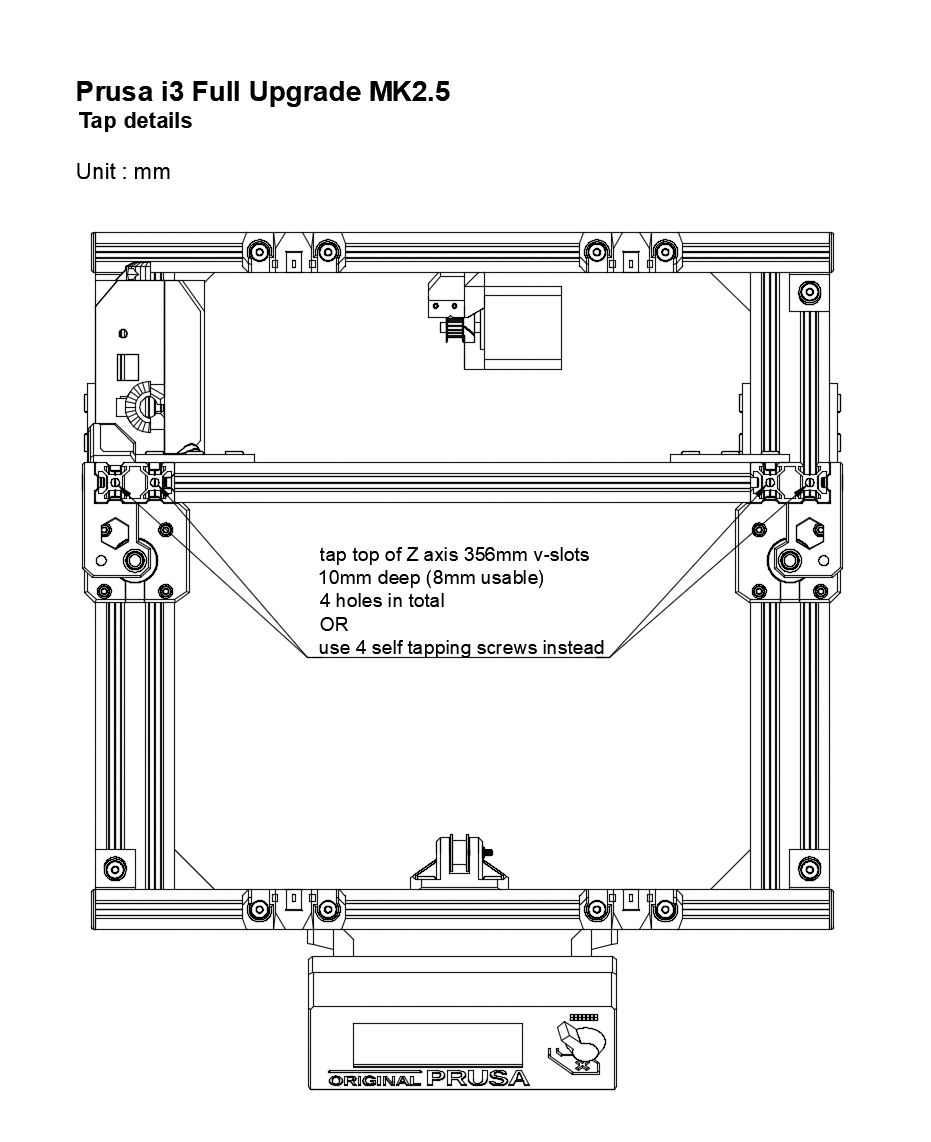 Prusa i3 Full Upgrade MK2.5
Tap details
Unit : mm
tap top of Z axis 356mm v-slots
10mm deep (8mm usable)
4 holes in total
OR
use 4 self tapping screws instead
ORIGINAL PRUSA